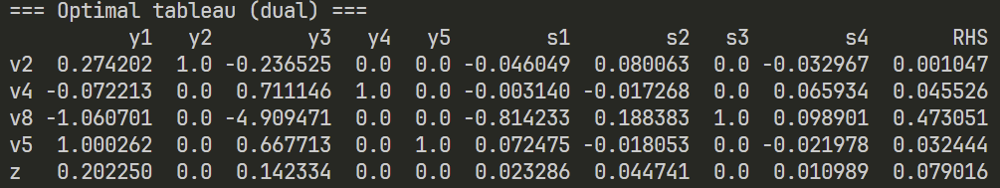 === Optimal tableau (dual) ===
y1 y2 y3 y4 y5 s1 s2 s3 s4 RHS
v2 0.274202 1.0 -0.236525 0.0 0.0 -0.046049 0.080063 0.0 -0.032967 0.001047
v4 -0.072213 0.0 0.711146 1.0 0.0 -0.003140 -0.017268 0.0 0.065934 0.045526
v8 -1.060701 0.0 -4.909471 0.0 0.0 -0.814233 0.188383 1.0 0.098901 0.473051
v5 1.000262 0.0 0.667713 0.0 1.0 0.072475 -0.018053 0.0 -0.021978 0.032444
z 0.202250 0.0 0.142334 0.0 0.0 0.023286 0.044741 0.0 0.010989 0.079016